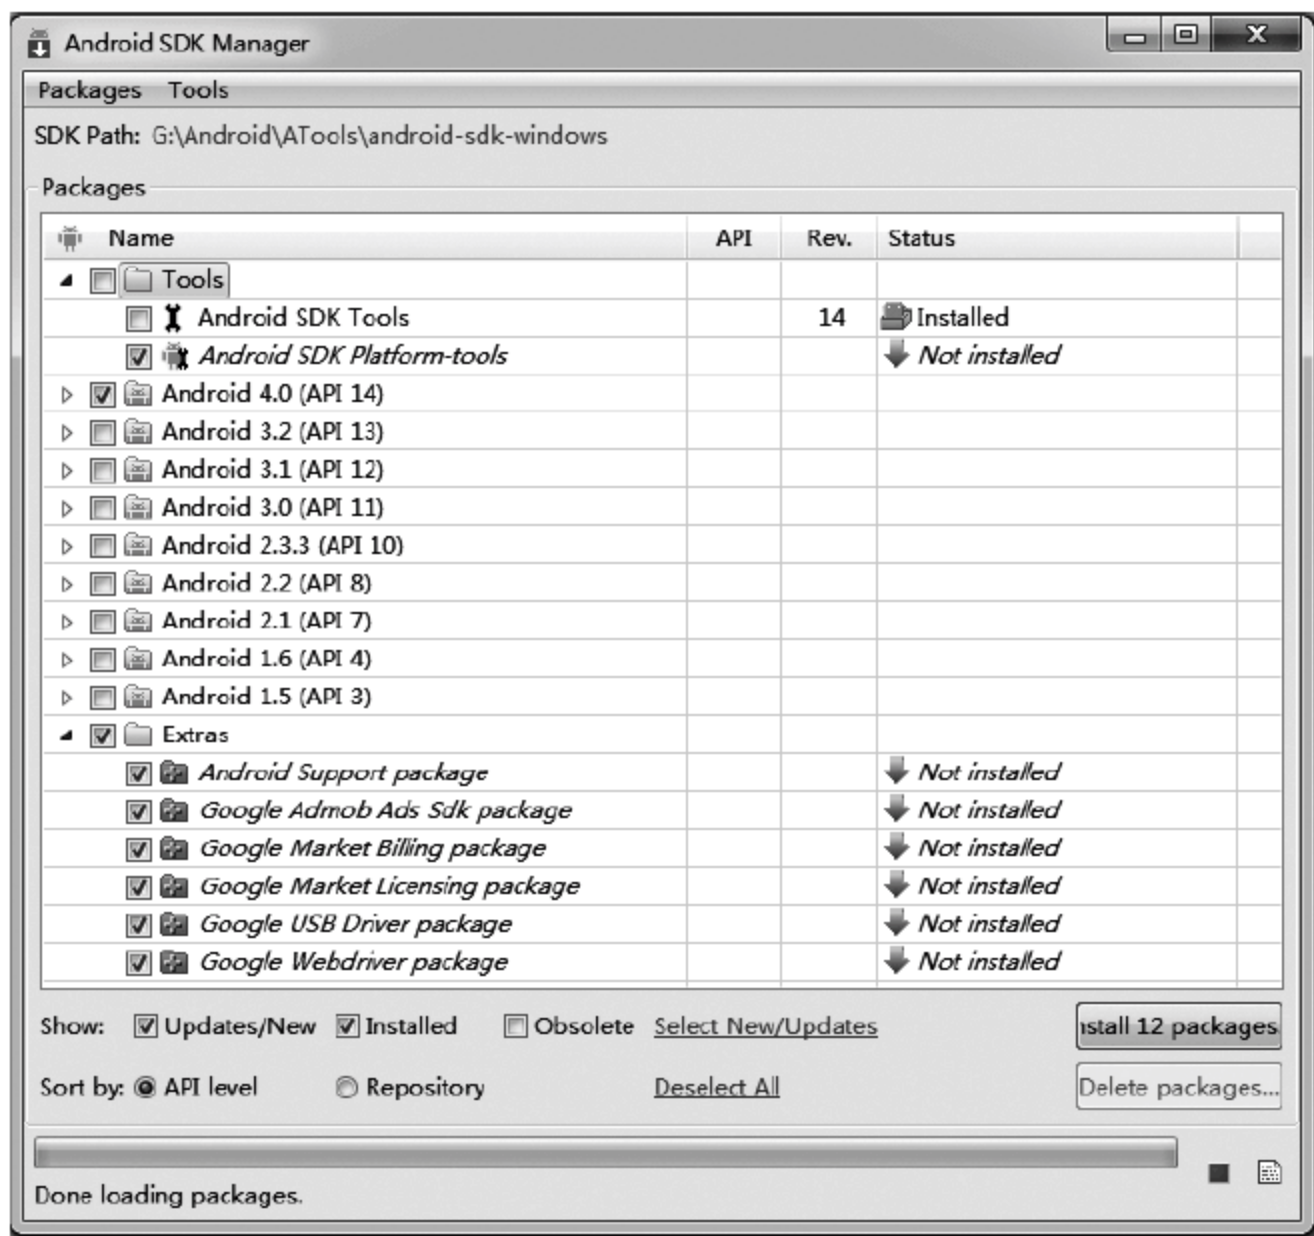 Android SDK Manager
Packages Tools
SDK Path: G:\Android\ATools\android-sdk-windows
Packages
Name API Rev. Status
Tools
Android SDK Tools 14 Installed
Android SDK Platform-tools Not installed
Android 4.0 (API 14)
Android 3.2 (API 13)
Android 3.1 (API 12)
Android 3.0 (API 11)
Android 2.3.3 (API 10)
Android 2.2 (API 8)
Android 2.1 (API 7)
Android 1.6 (API 4)
Android 1.5 (API 3)
Extras
Android Support package Not installed
Google Admob Ads Sdk package Not installed
Google Market Billing package Not installed
Google Market Licensing package Not installed
Google USB Driver package Not installed
Google Webdriver package Not installed
Show: Updates/New Installed Obsolete Select New/Updates nstall 12 packages.
Sort by: API level Repository Deselect All Delete packages...
Done loading packages.